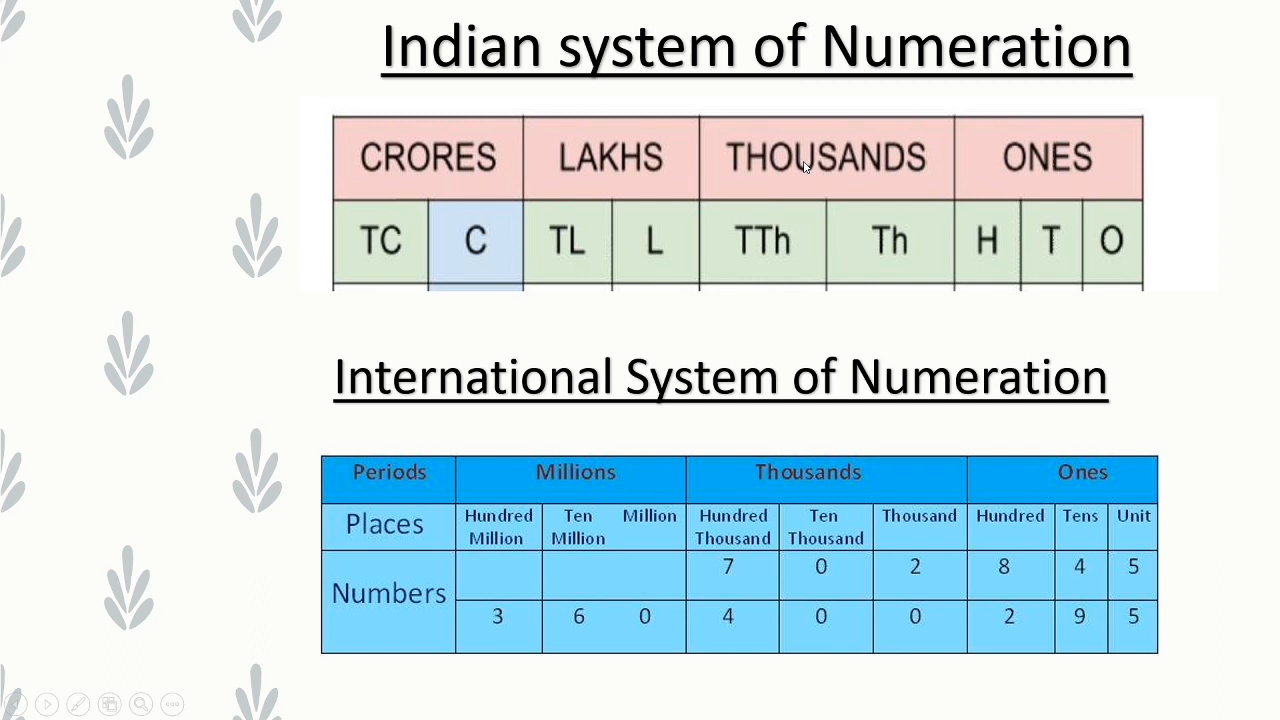 Indian system of Numeration
CRORES LAKHS THOUSANDS ONES
TC C TL L TTh Th H T O
International System of Numeration
Periods Millions Thousands Ones
Places Hundred Million Ten Million Million Hundred Thousand Ten Thousand Thousand Hundred Tens Unit
Numbers
7 0 2 8 4 5
3 6 0 4 0 0 2 9 5